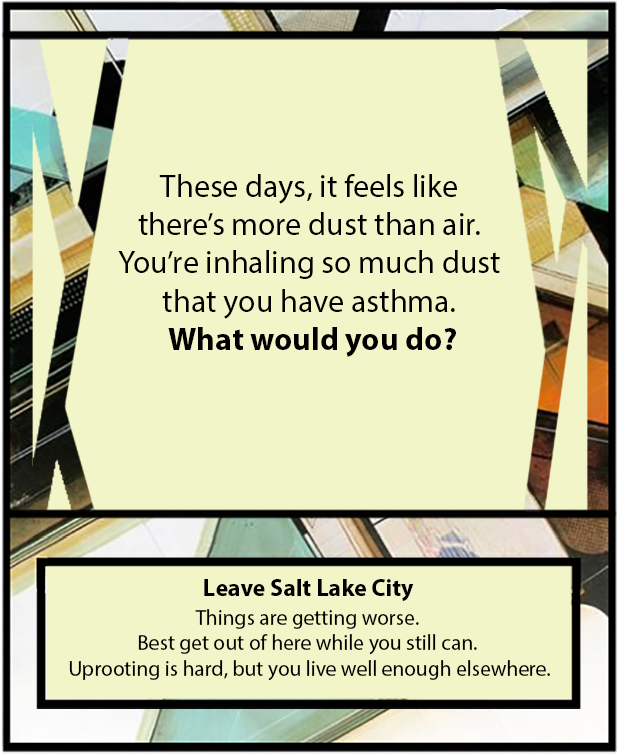 These days, it feels like
there’s more dust than air.
You’re inhaling so much dust
that you have asthma.
What would you do?
Leave Salt Lake City
Things are getting worse.
Best get out of here while you still can.
Uprooting is hard, but you live well enough elsewhere.